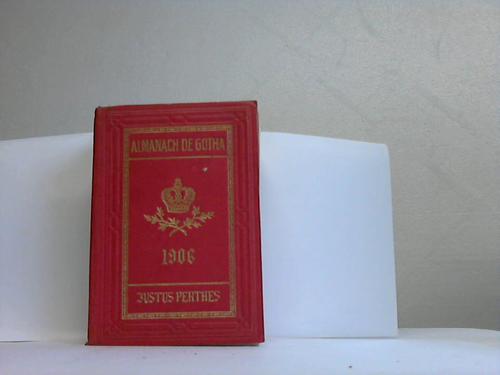 ALMANACH DE GOTHA
1906
JUSTUS PERTHES